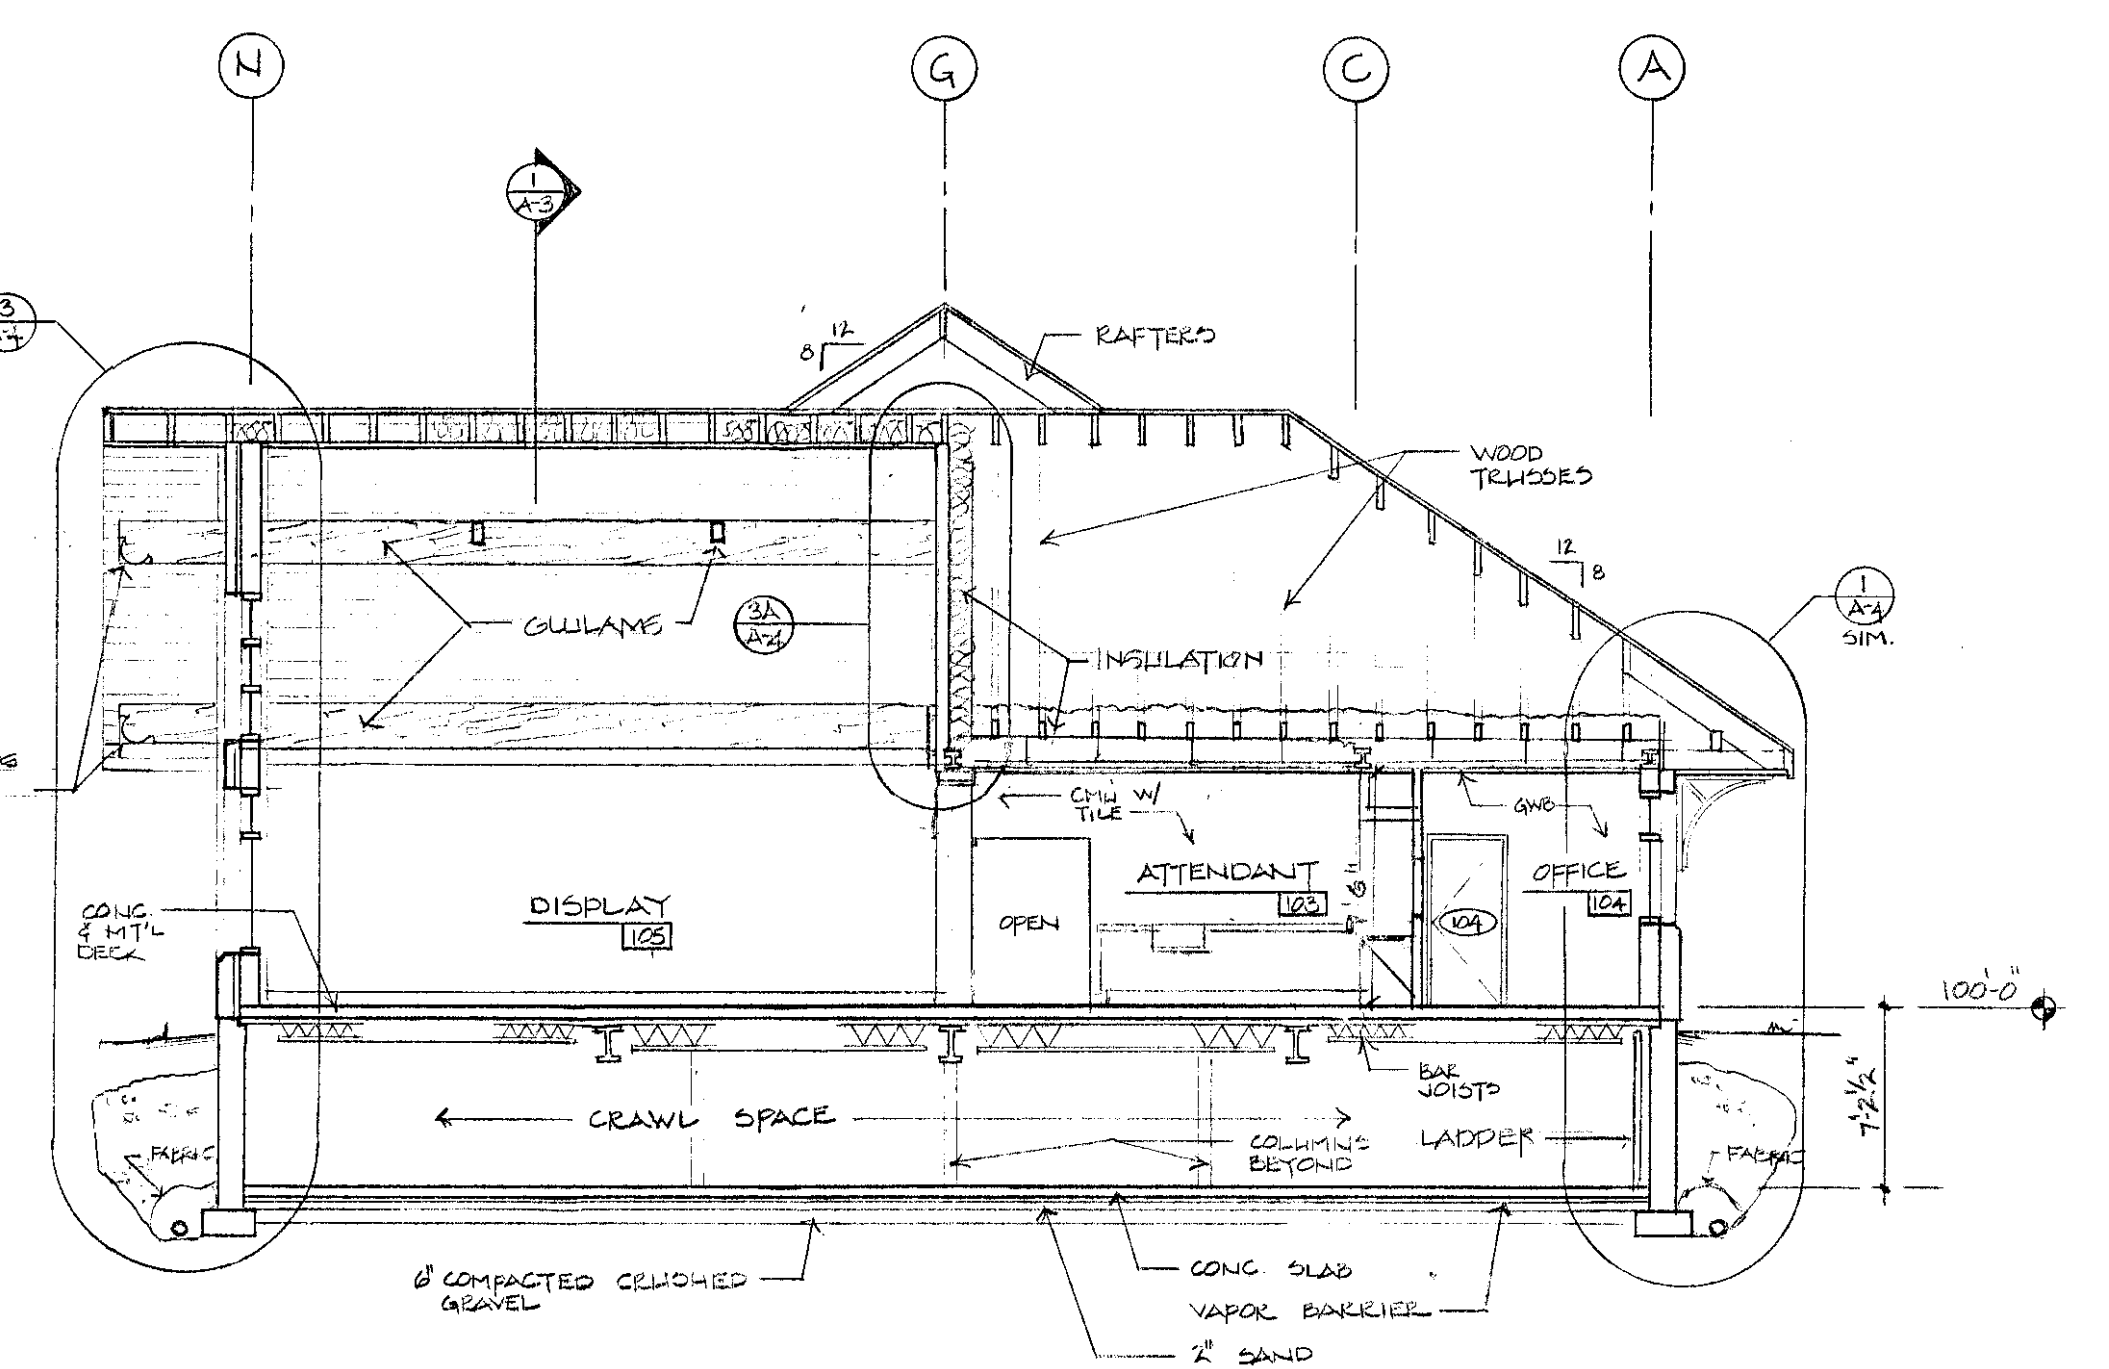 N
G
C
A
1
A-3
3
12
8
RAFTERS
WOOD
TRUSSES
12
8
1
A-4
SIM.
GLULAMS
3A
A-4
INSULATION
CMU W/
TILE
GWB
ATTENDANT
103
OFFICE
104
DISPLAY
105
OPEN
104
7'-6"
CONC.
& MT'L
DECK
100'-0"
BAR
JOISTS
7'-2 1/2"
CRAWL SPACE
COLUMNS
BEYOND
LADDER
FABRIC
FABRIC
6" COMPACTED CRUSHED
GRAVEL
CONC. SLAB
VAPOR BARRIER
2" SAND